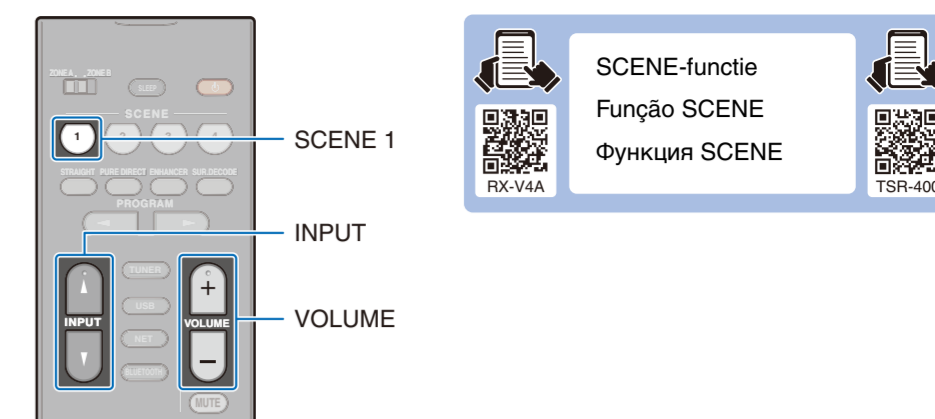 ZONE A
ZONE B
SLEEP
SCENE
1
2
3
4
SCENE 1
STRAIGHT PURE DIRECT ENHANCER SUR.DECODE
PROGRAM
INPUT
TUNER
USB
NET
BLUETOOTH
INPUT
VOLUME
+
−
VOLUME
MUTE
SCENE-functie
Função SCENE
Функция SCENE
RX-V4A
TSR-400